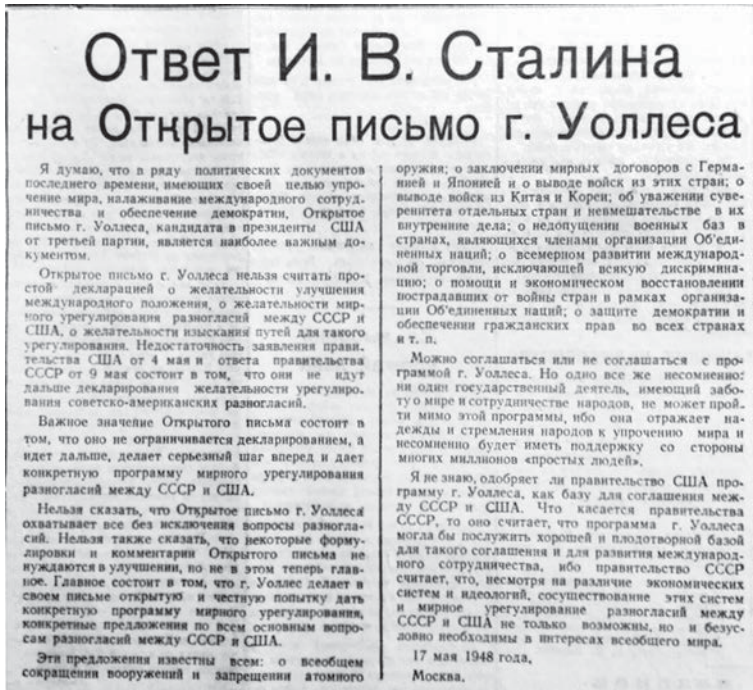 Ответ И. В. Сталина
на Открытое письмо г. Уоллеса
Я думаю, что в ряду политических документов
последнего времени, имеющих своей целью упро-
чение мира, налаживание международного сотруд-
ничества и обеспечение демократии, Открытое
письмо г. Уоллеса, кандидата в президенты США
от третьей партии, является наиболее важным до-
кументом.
Открытое письмо г. Уоллеса нельзя считать про-
стой декларацией о желательности улучшения
международного положения, о желательности мир-
ного урегулирования разногласий между СССР и
США, о желательности изыскания путей для такого
урегулирования. Недостаточность заявления прави-
тельства США от 4 мая и ответа правительства
СССР от 9 мая состоит в том, что они не идут
дальше декларирования желательности урегулиро-
вания советско-американских разногласий.
Важное значение Открытого письма состоит в
том, что оно не ограничивается декларированием, а
идет дальше, делает серьезный шаг вперед и дает
конкретную программу мирного урегулирования
разногласий между СССР и США.
Нельзя сказать, что Открытое письмо г. Уоллеса
охватывает все без исключения вопросы разногла-
сий. Нельзя также сказать, что некоторые форму-
лировки и комментарии Открытого письма не
нуждаются в улучшении, но не в этом теперь глав-
ное. Главное состоит в том, что г. Уоллес делает в
своем письме открытую и честную попытку дать
конкретную программу мирного урегулирования,
конкретные предложения по всем основным вопро-
сам разногласий между СССР и США.
Эти предложения известны всем: о всеобщем
сокращении вооружений и запрещении атомного
оружия; о заключении мирных договоров с Герма-
нией и Японией и о выводе войск из этих стран; о
выводе войск из Китая и Кореи; об уважении суве-
ренитета отдельных стран и невмешательстве в их
внутренние дела; о недопущении военных баз в
странах, являющихся членами организации Об'еди-
ненных наций; о всемерном развитии международ-
ной торговли, исключающей всякую дискримина-
цию; о помощи и экономическом восстановлении
пострадавших от войны стран в рамках организа-
ции Об'единенных наций; о защите демократии и
обеспечении гражданских прав во всех странах
и т. п.
Можно соглашаться или не соглашаться с про-
граммой г. Уоллеса. Но одно все же несомненно:
ни один государственный деятель, имеющий забо-
ту о мире и сотрудничестве народов, не может прой-
ти мимо этой программы, ибо она отражает на-
дежды и стремления народов к упрочению мира и
несомненно будет иметь поддержку со стороны
многих миллионов «простых людей».
Я не знаю, одобряет ли правительство США про-
грамму г. Уоллеса, как базу для соглашения меж-
ду СССР и США. Что касается правительства
СССР, то оно считает, что программа г. Уоллеса
могла бы послужить хорошей и плодотворной базой
для такого соглашения и для развития международ-
ного сотрудничества, ибо правительство СССР
считает, что, несмотря на различие экономических
систем и идеологий, сосуществование этих систем
и мирное урегулирование разногласий между
СССР и США не только возможны, но и безус-
ловно необходимы в интересах всеобщего мира.
17 мая 1948 года.
Москва.